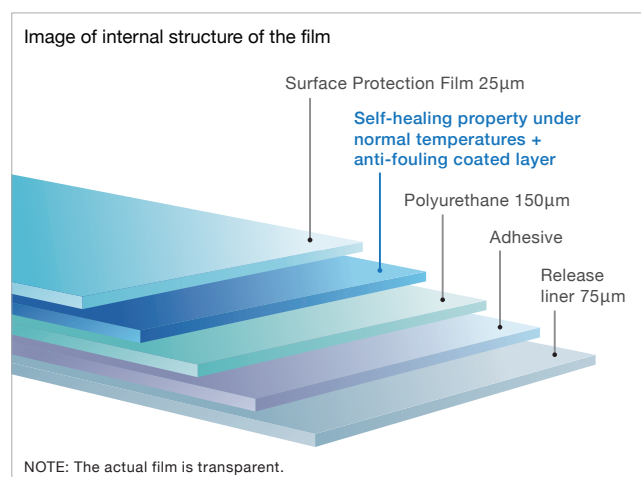 Image of internal structure of the film
Surface Protection Film 25μm
Self-healing property under
normal temperatures +
anti-fouling coated layer
Polyurethane 150μm
Adhesive
Release
liner 75μm
NOTE: The actual film is transparent.